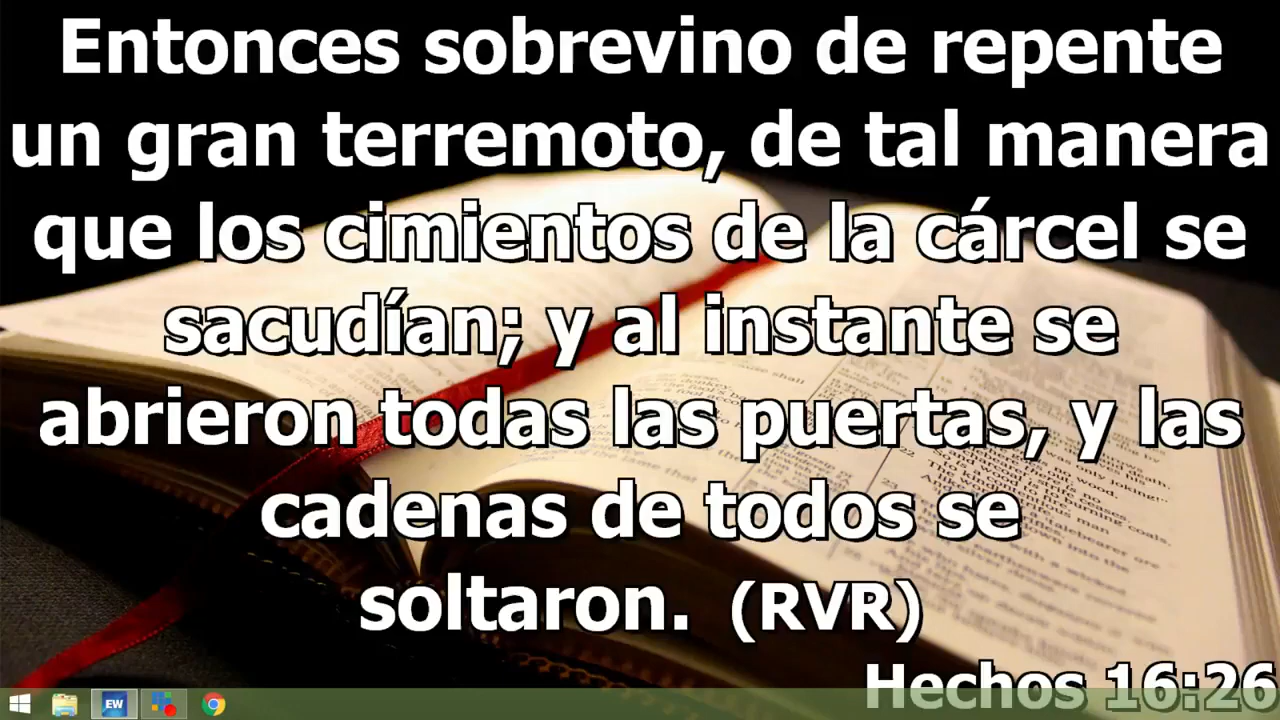 Entonces sobrevino de repente
un gran terremoto, de tal manera
que los cimientos de la cárcel se
sacudían; y al instante se
abrieron todas las puertas, y las
cadenas de todos se
soltaron. (RVR)
Hechos 16:26
EW